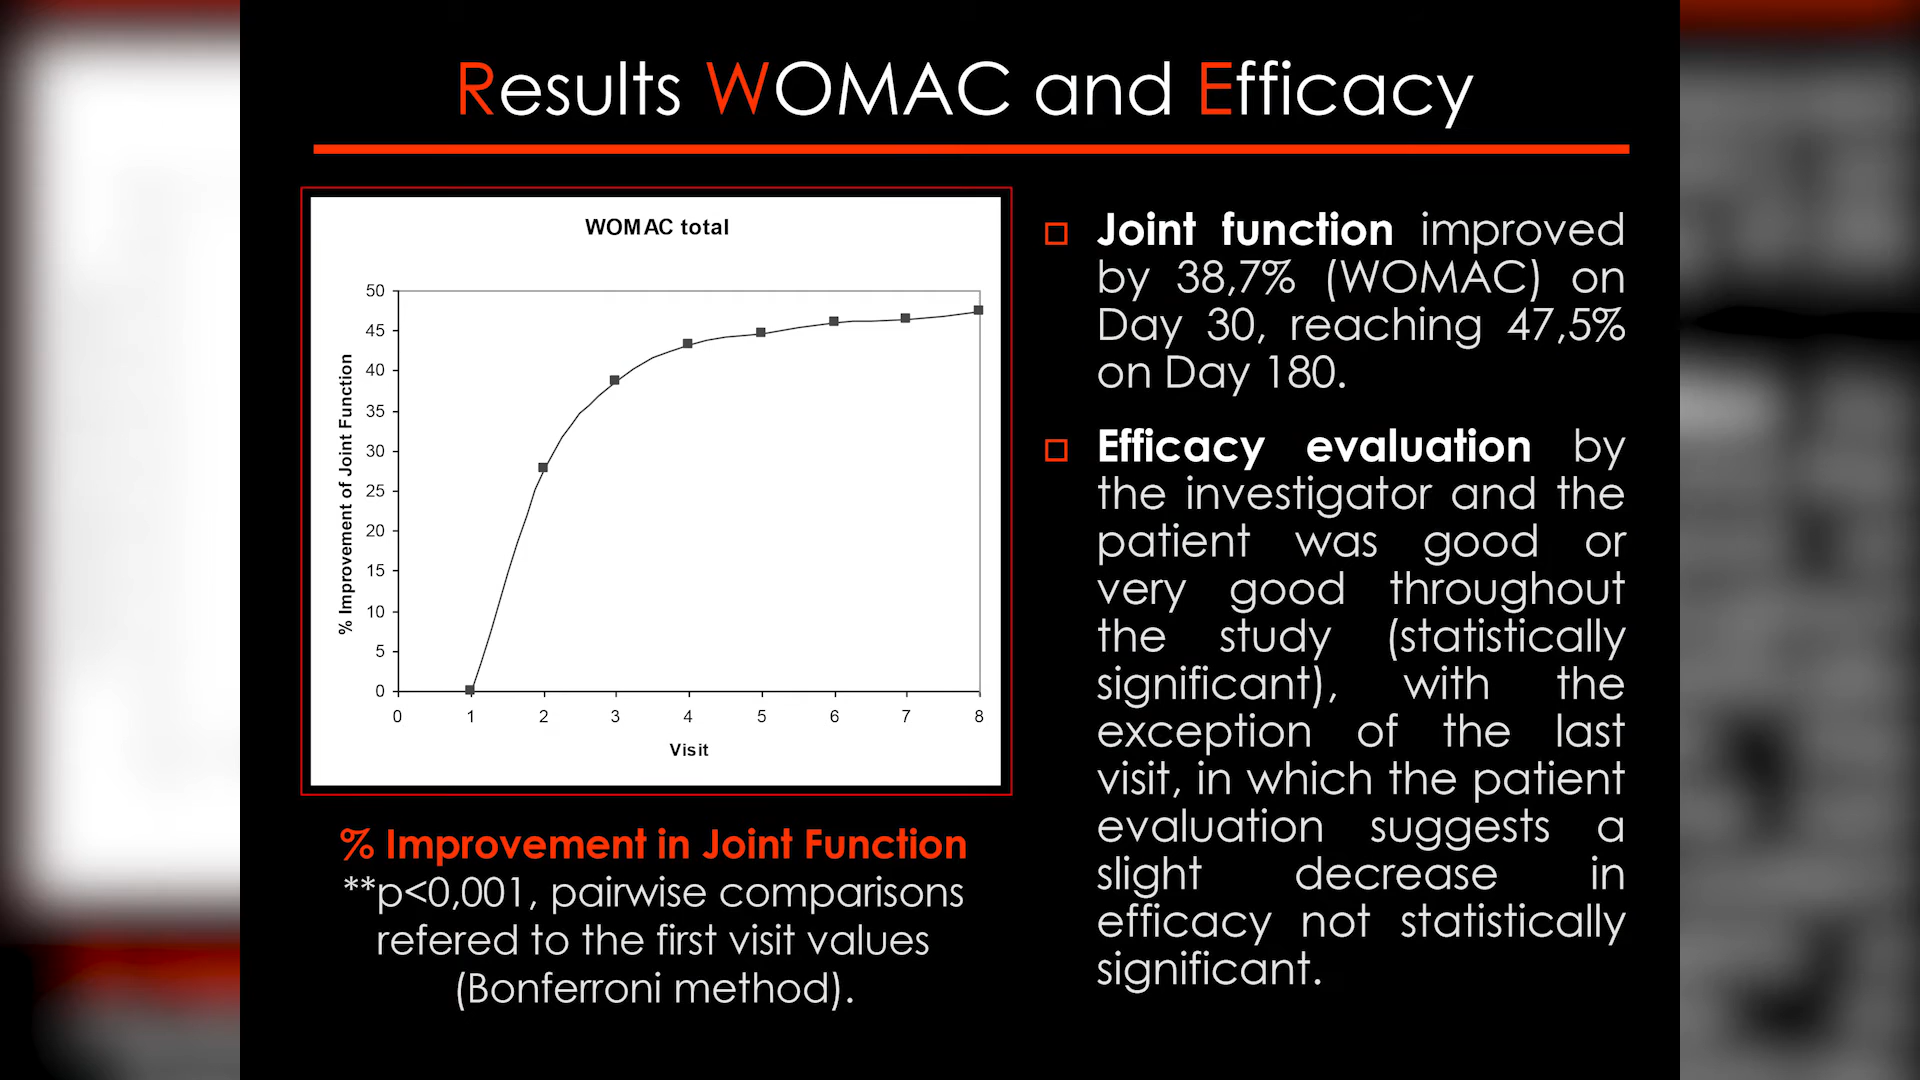 Results WOMAC and Efficacy
WOMAC total
50
45
40
35
30
25
20
15
10
5
0
% Improvement of Joint Function
0 1 2 3 4 5 6 7 8
Visit
% Improvement in Joint Function
**p<0,001, pairwise comparisons
refered to the first visit values
(Bonferroni method).
Joint function improved
by 38,7% (WOMAC) on
Day 30, reaching 47,5%
on Day 180.
Efficacy evaluation by
the investigator and the
patient was good or
very good throughout
the study (statistically
significant), with the
exception of the last
visit, in which the patient
evaluation suggests a
slight decrease in
efficacy not statistically
significant.